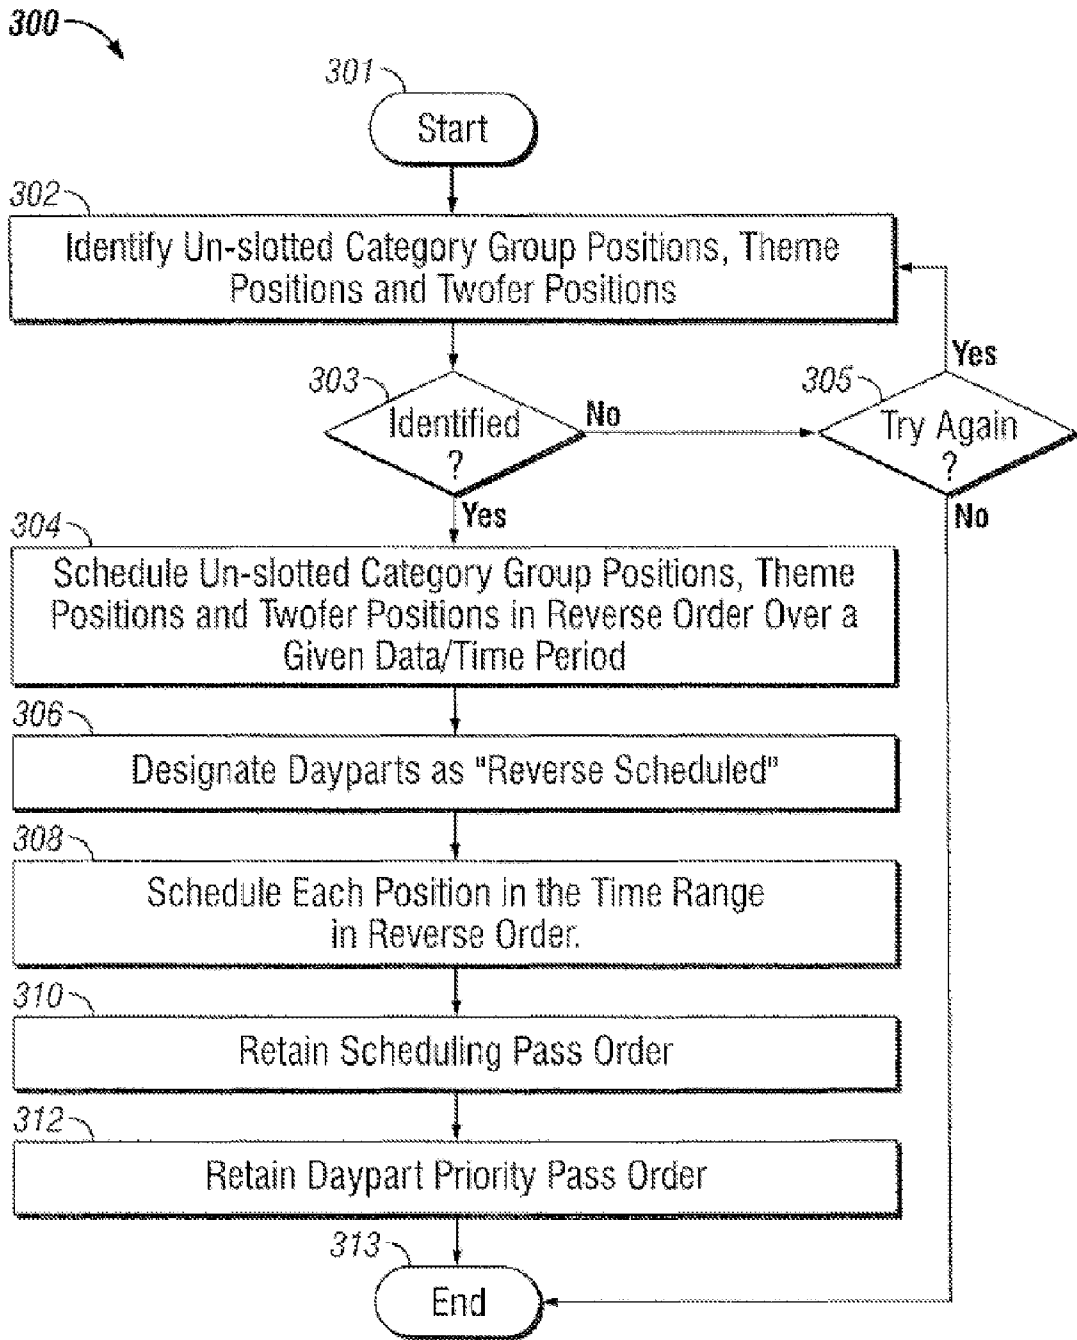 300
301
Start
302
Identify Un-slotted Category Group Positions, Theme
Positions and Twofer Positions
303
Identified
?
No
305
Try Again
?
Yes
No
Yes
304
Schedule Un-slotted Category Group Positions, Theme
Positions and Twofer Positions in Reverse Order Over a
Given Data/Time Period
306
Designate Dayparts as "Reverse Scheduled"
308
Schedule Each Position in the Time Range
in Reverse Order.
310
Retain Scheduling Pass Order
312
Retain Daypart Priority Pass Order
313
End